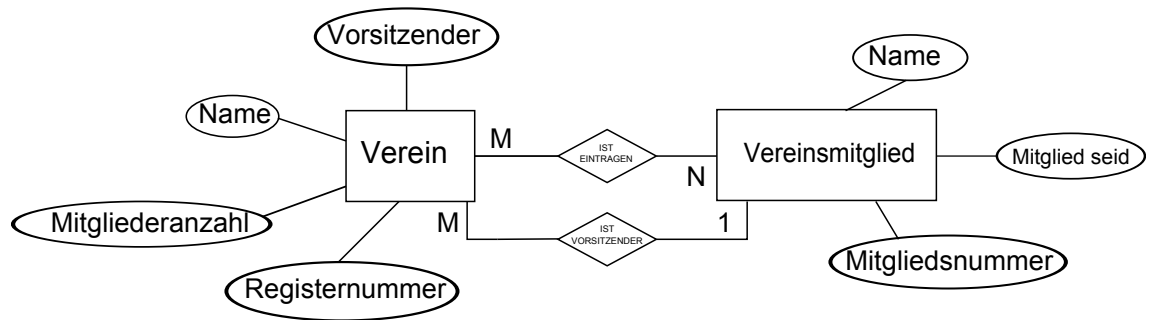 Vorsitzender
Name
Name
Verein
M
IST
EINTRAGEN
N
Vereinsmitglied
Mitglied seid
Mitgliederanzahl
M
IST
VORSITZENDER
1
Registernummer
Mitgliedsnummer